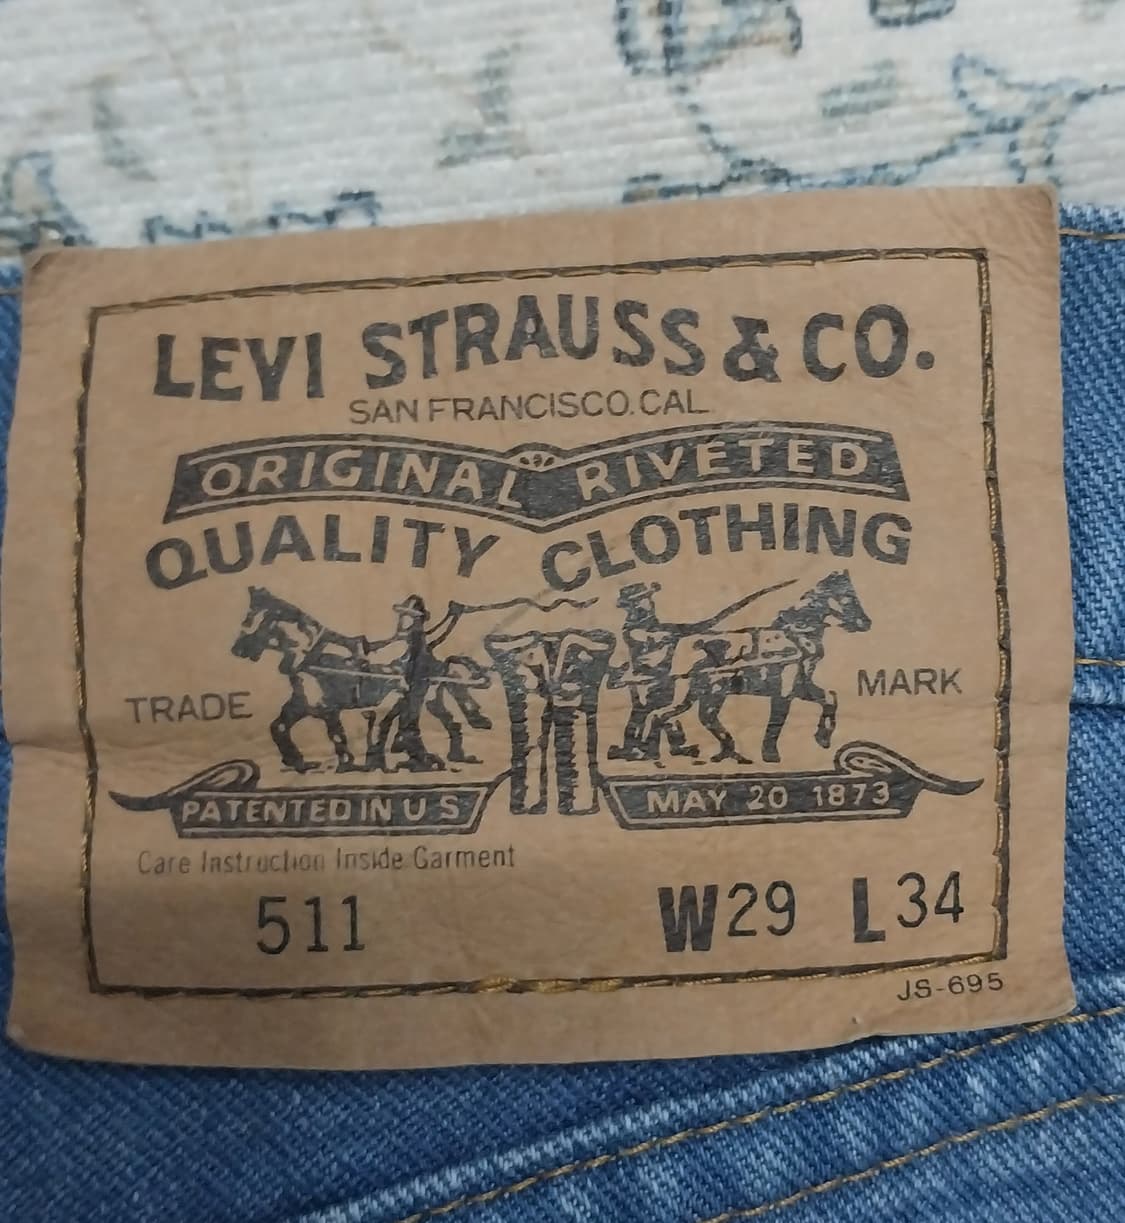 LEVI STRAUSS & CO.
SAN FRANCISCO.CAL
ORIGINAL RIVETED
QUALITY CLOTHING
TRADE MARK
PATENTED IN U S MAY 20 1873
Care Instruction Inside Garment
511 W29 L34
JS-695